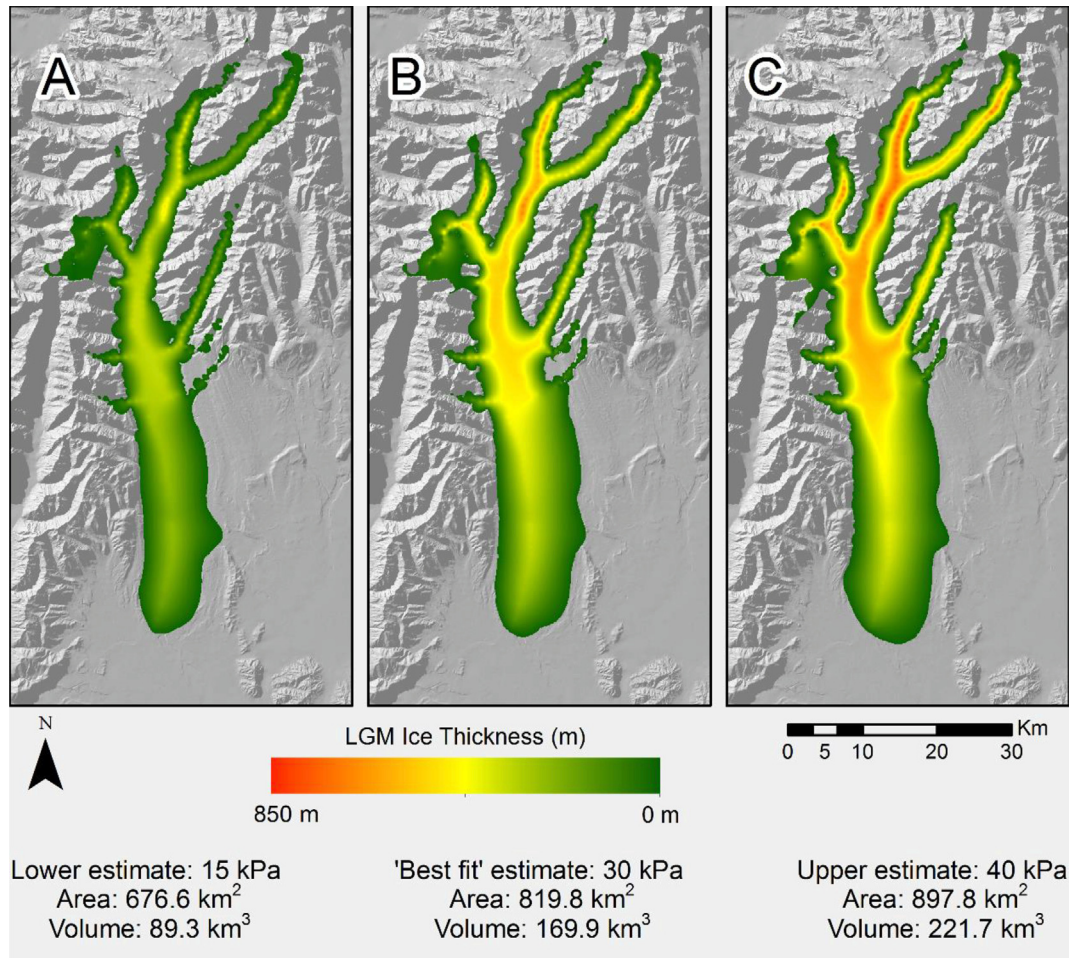 A
B
C
N
LGM Ice Thickness (m)
850 m
0 m
Km
0 5 10 20 30
Lower estimate: 15 kPa
Area: 676.6 km²
Volume: 89.3 km³
'Best fit' estimate: 30 kPa
Area: 819.8 km²
Volume: 169.9 km³
Upper estimate: 40 kPa
Area: 897.8 km²
Volume: 221.7 km³